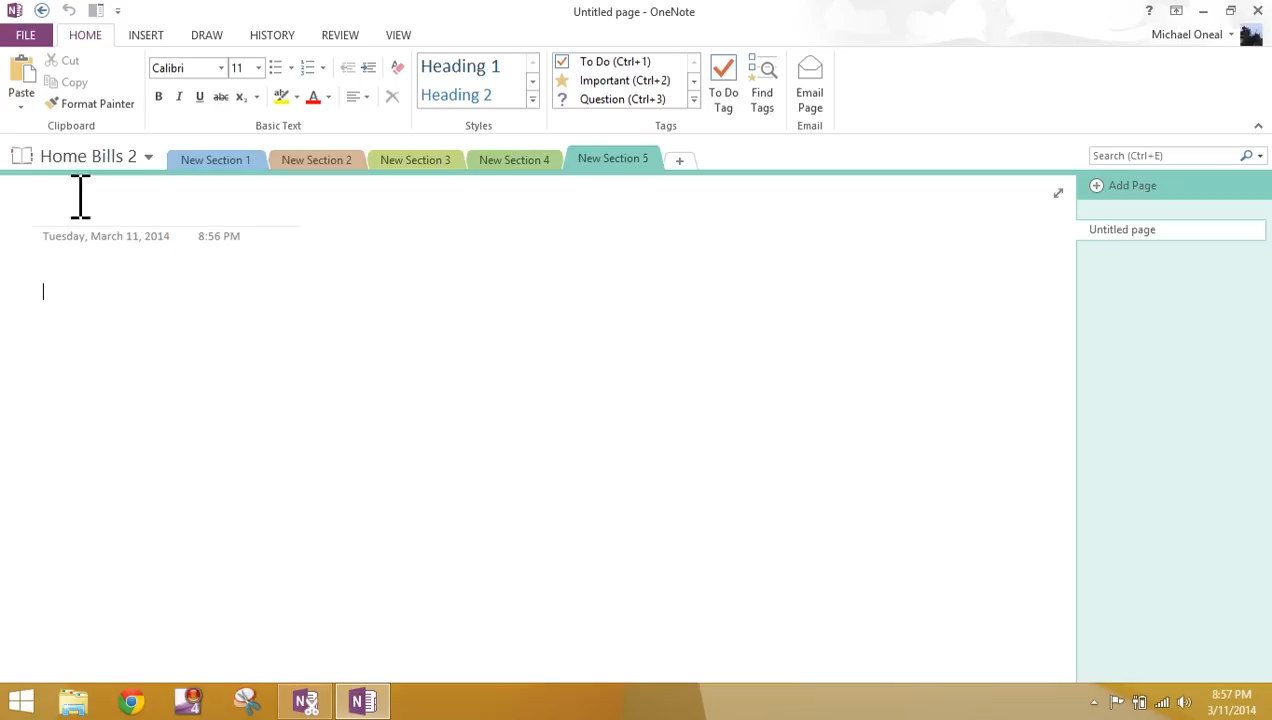 Untitled page - OneNote
FILE HOME INSERT DRAW HISTORY REVIEW VIEW
Michael Oneal
Paste
Cut
Copy
Format Painter
Clipboard
Calibri 11
B I U abc x₂ A
Basic Text
Heading 1
Heading 2
Styles
To Do (Ctrl+1)
Important (Ctrl+2)
Question (Ctrl+3)
To Do
Tag
Find
Tags
Tags
Email
Page
Email
Home Bills 2
New Section 1 New Section 2 New Section 3 New Section 4 New Section 5
Search (Ctrl+E)
Add Page
Untitled page
Tuesday, March 11, 2014 8:56 PM
8:57 PM
3/11/2014